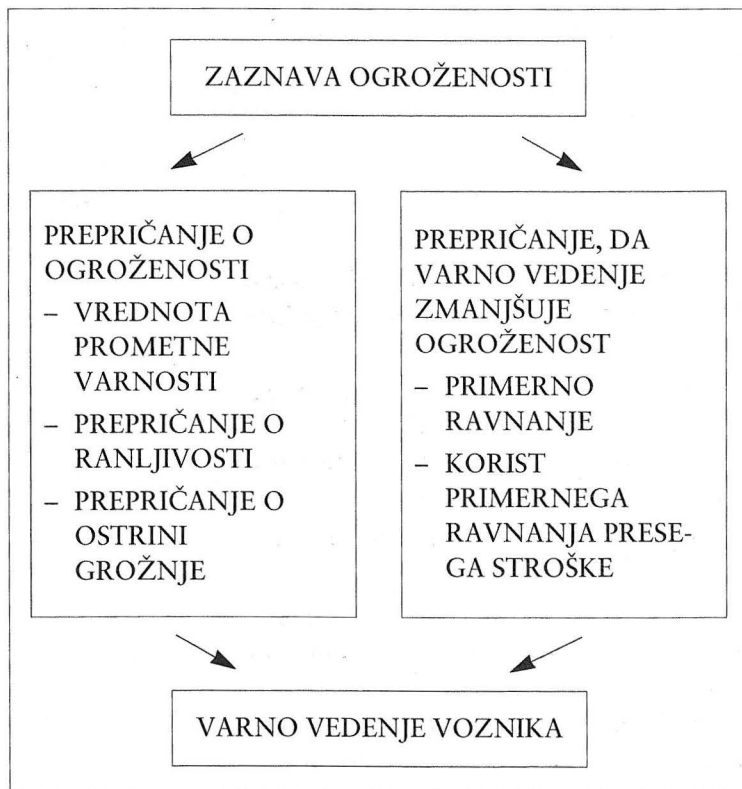 ZAZNAVA OGROŽENOSTI
PREPRIČANJE O
OGROŽENOSTI
– VREDNOTA
PROMETNE
VARNOSTI
– PREPRIČANJE O
RANLJIVOSTI
– PREPRIČANJE O
OSTRINI
GROŽNJE
PREPRIČANJE, DA
VARNO VEDENJE
ZMANJŠUJE
OGROŽENOST
– PRIMERNO
RAVNANJE
– KORIST
PRIMERNEGA
RAVNANJA PRESE-
GA STROŠKE
VARNO VEDENJE VOZNIKA